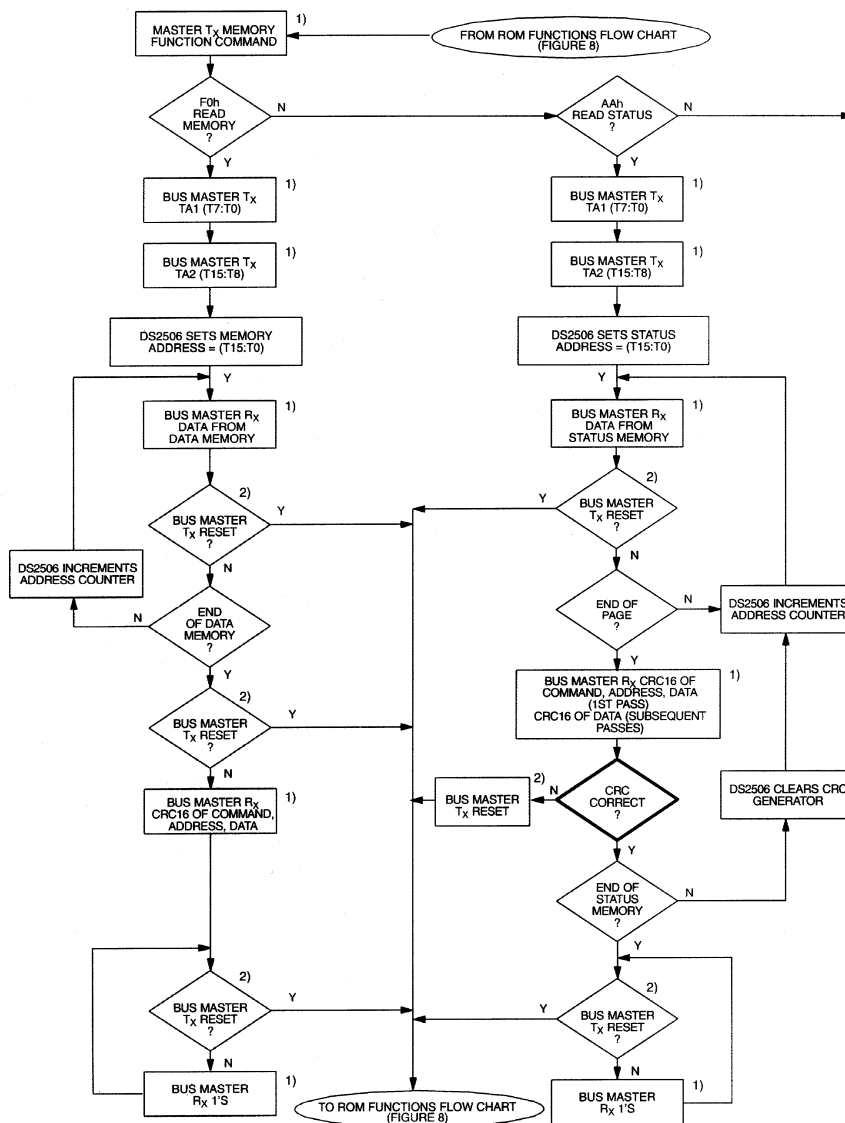 MASTER TX MEMORY
FUNCTION COMMAND
1)
FROM ROM FUNCTIONS FLOW CHART
(FIGURE 8)
F0h
READ
MEMORY
?
N
Y
AAh
READ STATUS
?
N
Y
BUS MASTER TX
TA1 (T7:T0)
1)
BUS MASTER TX
TA1 (T7:T0)
1)
BUS MASTER TX
TA2 (T15:T8)
1)
BUS MASTER TX
TA2 (T15:T8)
1)
DS2506 SETS MEMORY
ADDRESS = (T15:T0)
DS2506 SETS STATUS
ADDRESS = (T15:T0)
Y
Y
BUS MASTER RX
DATA FROM
DATA MEMORY
1)
BUS MASTER RX
DATA FROM
STATUS MEMORY
1)
BUS MASTER
TX RESET
?
2)
Y
N
BUS MASTER
TX RESET
?
2)
Y
N
DS2506 INCREMENTS
ADDRESS COUNTER
END
OF DATA
MEMORY
?
N
Y
END OF
PAGE
?
N
Y
DS2506 INCREMENTS
ADDRESS COUNTER
BUS MASTER
TX RESET
?
2)
Y
N
BUS MASTER RX CRC16 OF
COMMAND, ADDRESS, DATA
(1ST PASS)
CRC16 OF DATA (SUBSEQUENT
PASSES)
1)
BUS MASTER RX
CRC16 OF COMMAND,
ADDRESS, DATA
1)
BUS MASTER
TX RESET
2)
N
CRC
CORRECT
?
Y
DS2506 CLEARS CRC
GENERATOR
END OF
STATUS
MEMORY
?
N
Y
BUS MASTER
TX RESET
?
2)
Y
N
BUS MASTER
TX RESET
?
2)
Y
N
BUS MASTER
RX 1'S
1)
BUS MASTER
RX 1'S
1)
TO ROM FUNCTIONS FLOW CHART
(FIGURE 8)